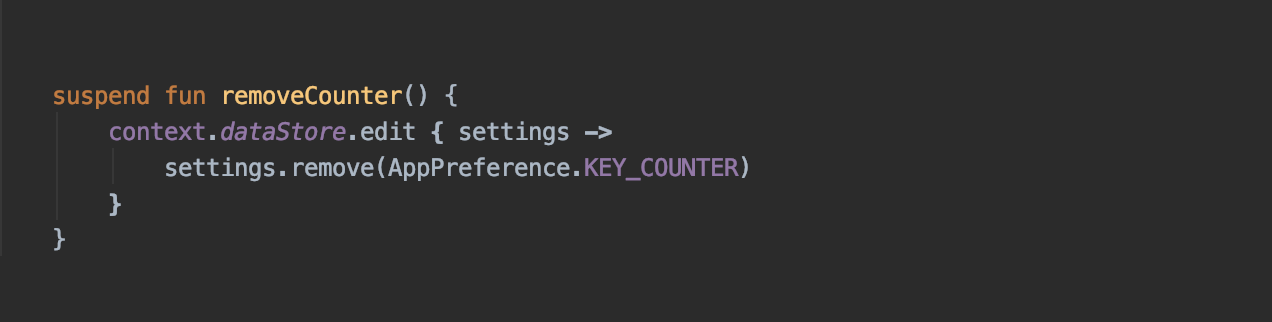 suspend fun removeCounter() {
    context.dataStore.edit { settings ->
        settings.remove(AppPreference.KEY_COUNTER)
    }
}